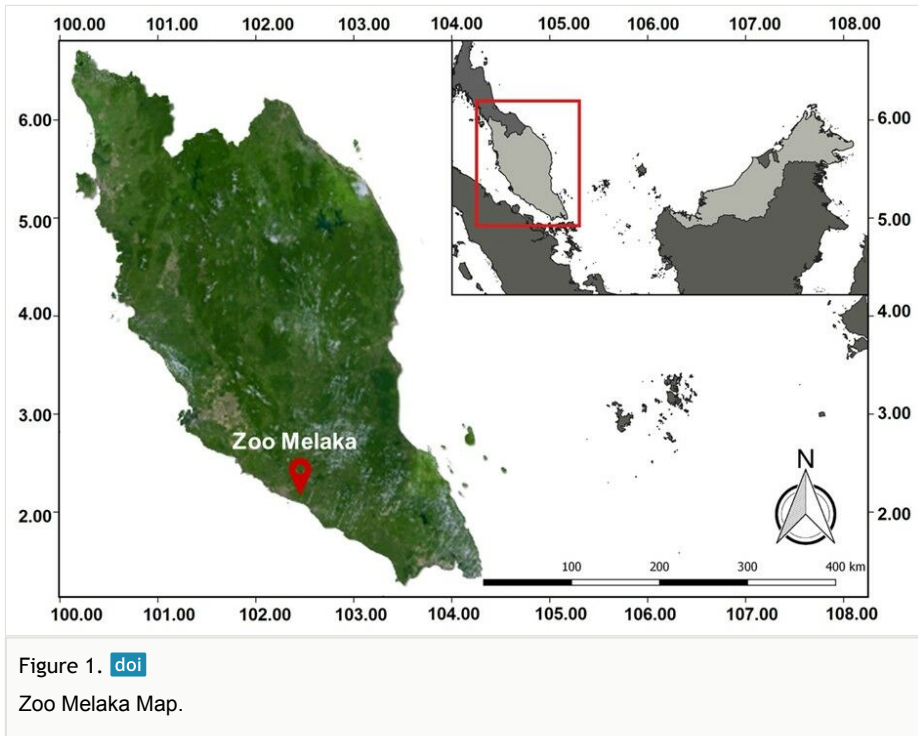 100.00 101.00 102.00 103.00 104.00 105.00 106.00 107.00 108.00
6.00 6.00
5.00 5.00
4.00 4.00
3.00 3.00
Zoo Melaka
N
2.00 2.00
100 200 300 400 km
100.00 101.00 102.00 103.00 104.00 105.00 106.00 107.00 108.00
Figure 1. doi
Zoo Melaka Map.